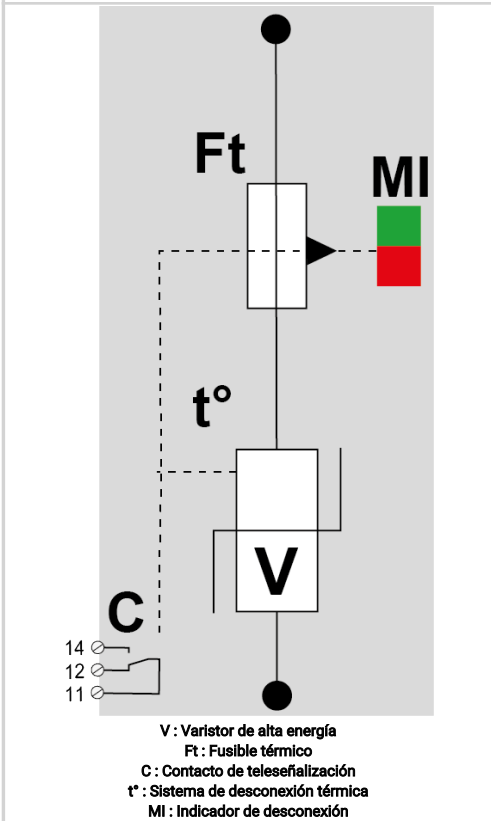 Ft
MI
t°
V
C
14
12
11
V : Varistor de alta energía
Ft : Fusible térmico
C : Contacto de teleseñalización
t° : Sistema de desconexión térmica
MI : Indicador de desconexión